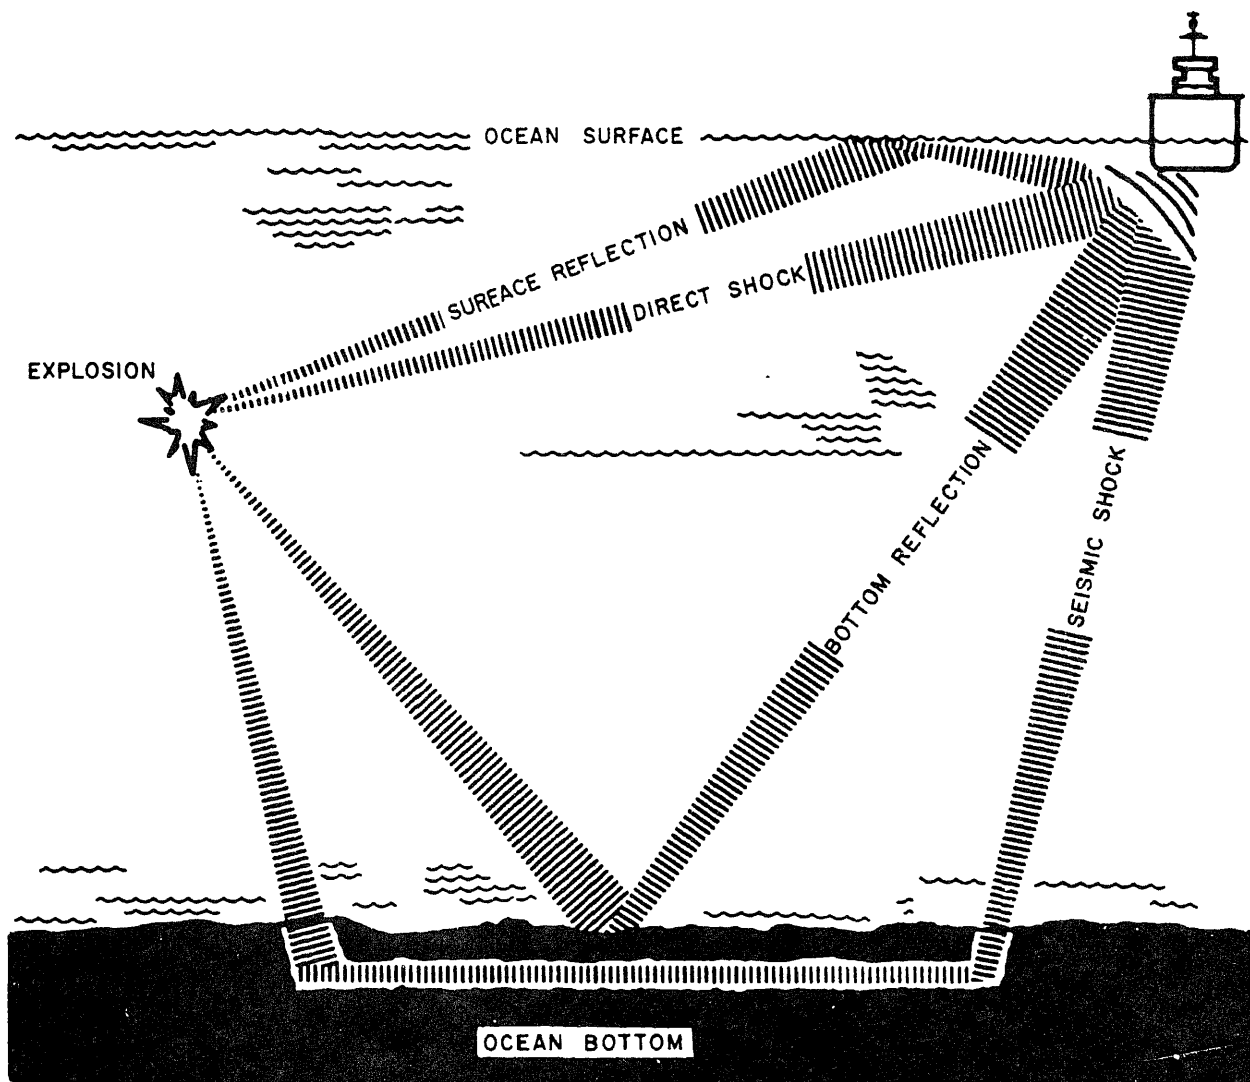 OCEAN SURFACE
SUREACE REFLECTION
DIRECT SHOCK
EXPLOSION
BOTTOM REFLECTION
SEISMIC SHOCK
OCEAN BOTTOM